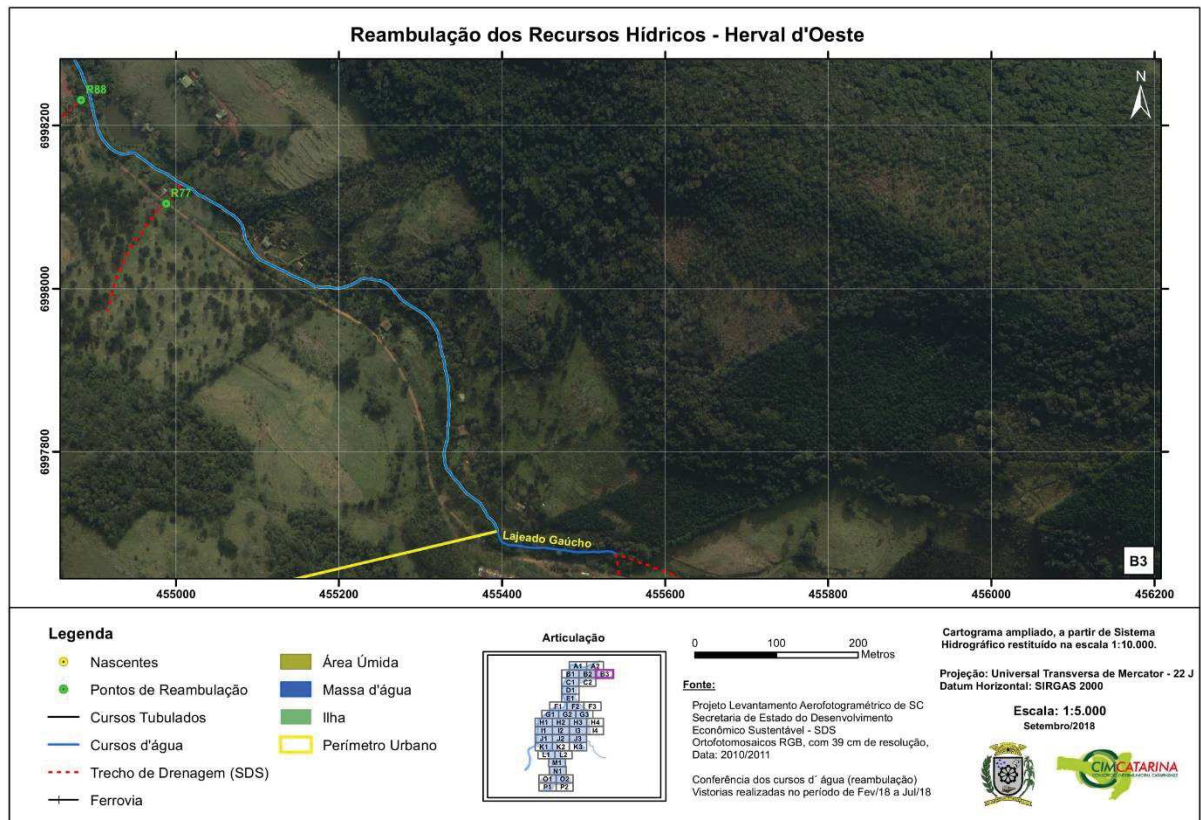 Reambulação dos Recursos Hídricos - Herval d'Oeste
R88
R77
N
Lajeado Gaúcho
B3
6998200
6998000
6997800
455000
455200
455400
455600
455800
456000
456200
Legenda
Nascentes
Pontos de Reambulação
Cursos Tubulados
Cursos d'água
Trecho de Drenagem (SDS)
Ferrovia
Área Úmida
Massa d'água
Ilha
Perímetro Urbano
Articulação
A1 A2
B1 B2 B3
C1 C2
D1
E1
F1 F2 F3
G1 G2 G3
H1 H2 H3 H4
I1 I2 I3 I4
J1 J2 J3
K1 K2 K3
L1 L2
M1
N1
O1 O2
P1 P2
0 100 200
Metros
Fonte:
Projeto Levantamento Aerofotogramétrico de SC
Secretaria de Estado do Desenvolvimento
Econômico Sustentável - SDS
Ortofotomosaicos RGB, com 39 cm de resolução,
Data: 2010/2011
Conferência dos cursos d´ água (reambulação)
Vistorias realizadas no período de Fev/18 a Jul/18
Cartograma ampliado, a partir de Sistema
Hidrográfico restituído na escala 1:10.000.
Projeção: Universal Transversa de Mercator - 22 J
Datum Horizontal: SIRGAS 2000
Escala: 1:5.000
Setembro/2018
CIMCATARINA